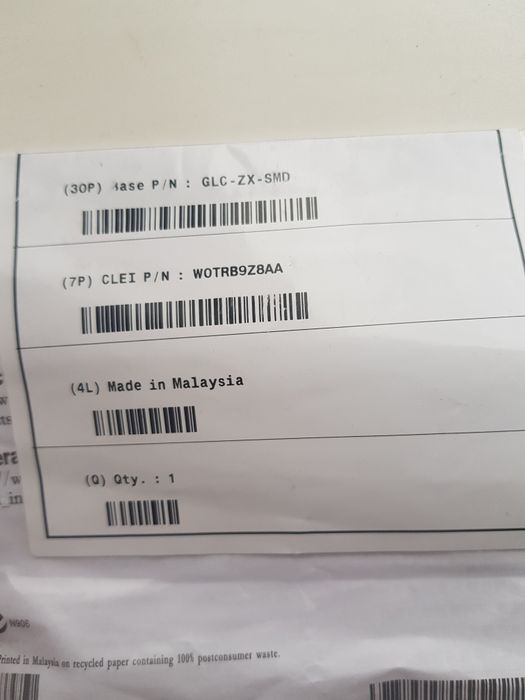 (30P) Base P/N : GLC-ZX-SMD
(7P) CLEI P/N : WOTRB9Z8AA
(4L) Made in Malaysia
(Q) Qty. : 1
W906
Printed in Malaysia on recycled paper containing 100% postconsumer waste.